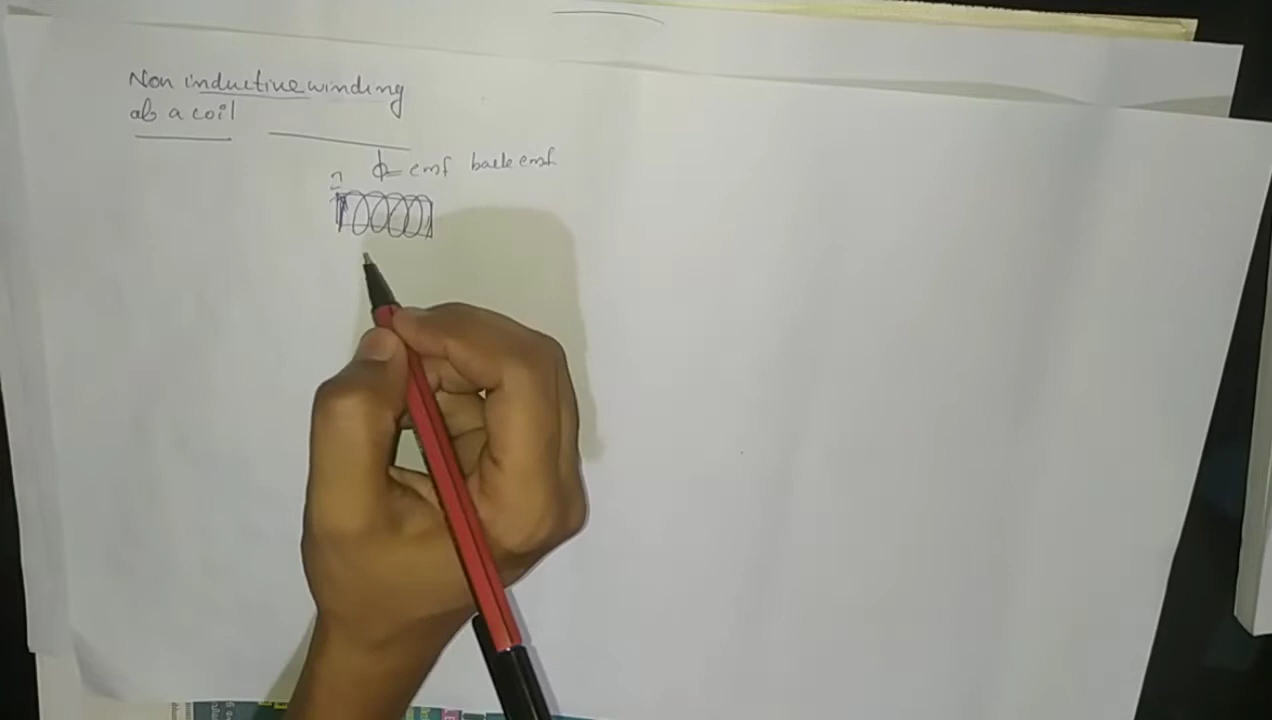 Non inductive winding
of a coil
ϕ emf back emf